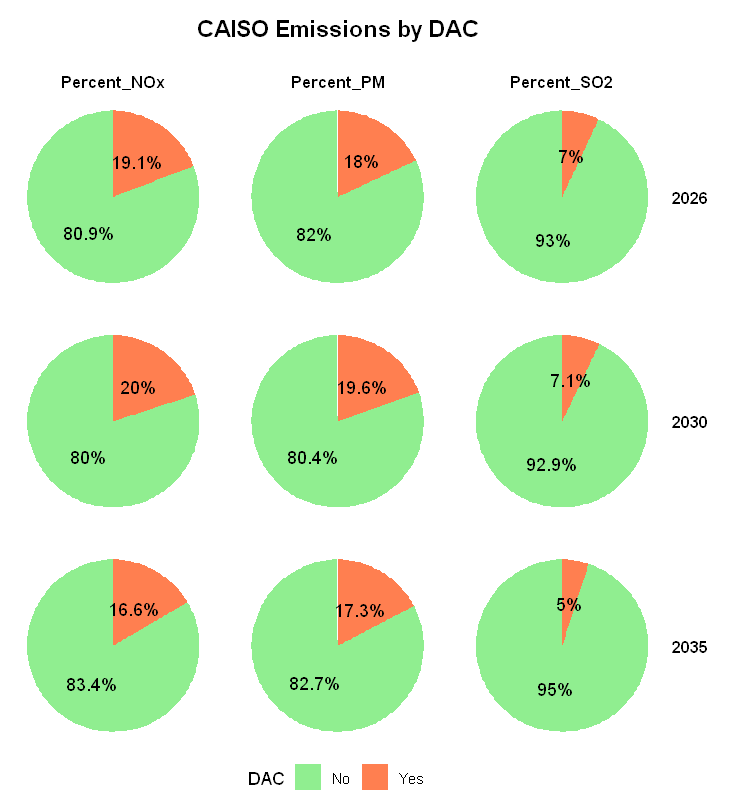 CAISO Emissions by DAC
Percent_NOx Percent_PM Percent_SO2
19.1% 18% 7%
2026
80.9% 82% 93%
20% 19.6% 7.1%
2030
80% 80.4% 92.9%
16.6% 17.3% 5%
2035
83.4% 82.7% 95%
DAC No Yes